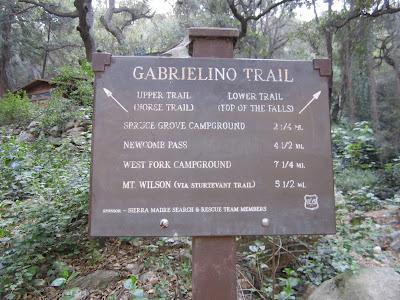 GABRIELINO TRAIL
UPPER TRAIL LOWER TRAIL
(HORSE TRAIL) (TOP OF THE FALLS)
SPRUCE GROVE CAMPGROUND 2 1/4 MI.
NEWCOMB PASS 4 1/2 MI.
WEST FORK CAMPGROUND 7 1/4 MI.
MT. WILSON (VIA STURTEVANT TRAIL) 5 1/2 MI.
SPONSOR - SIERRA MADRE SEARCH & RESCUE TEAM MEMBERS